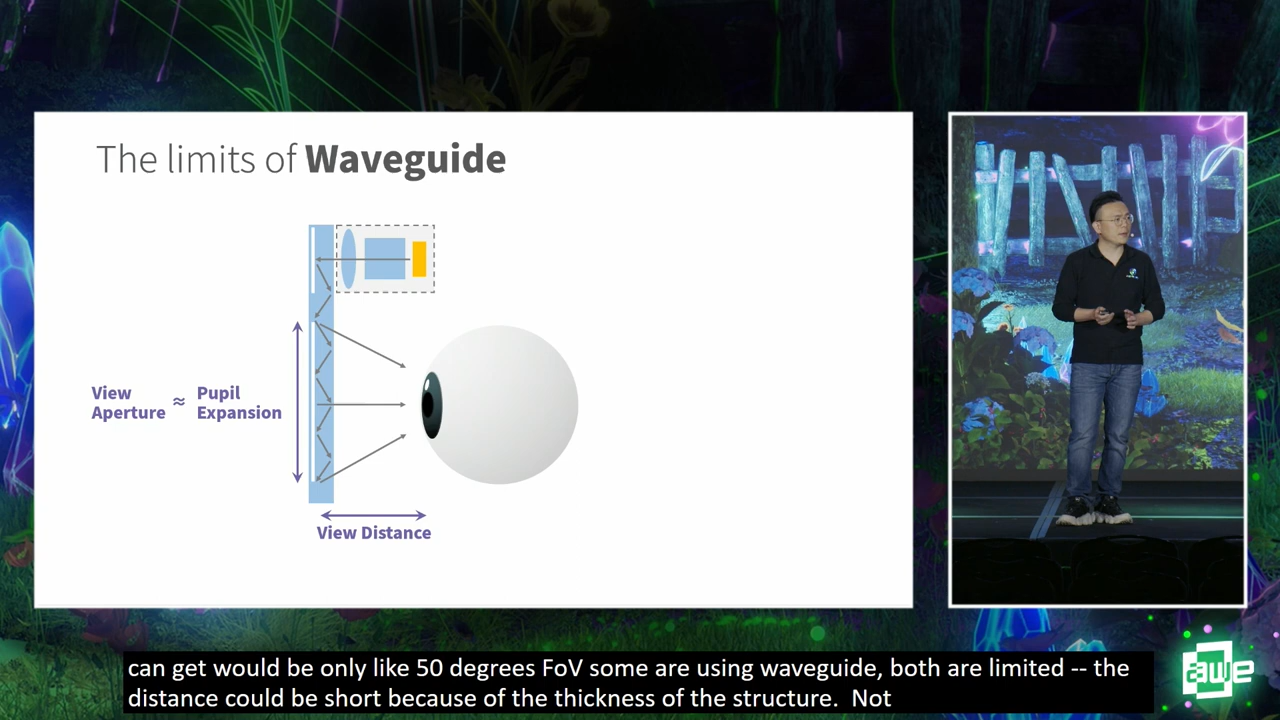 The limits of Waveguide
View
Aperture
≈
Pupil
Expansion
View Distance
awe
can get would be only like 50 degrees FoV some are using waveguide, both are limited -- the
distance could be short because of the thickness of the structure.  Not